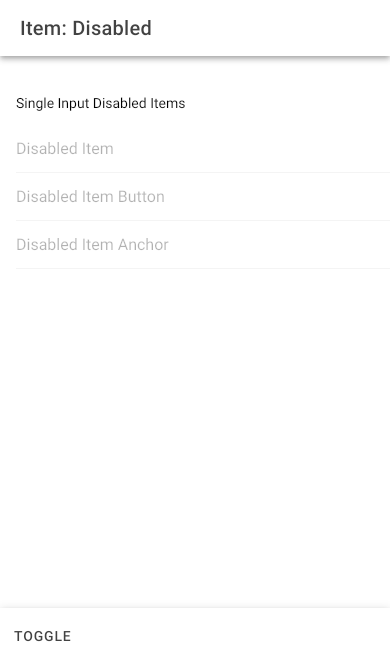 Item: Disabled
Single Input Disabled Items
Disabled Item
Disabled Item Button
Disabled Item Anchor
TOGGLE